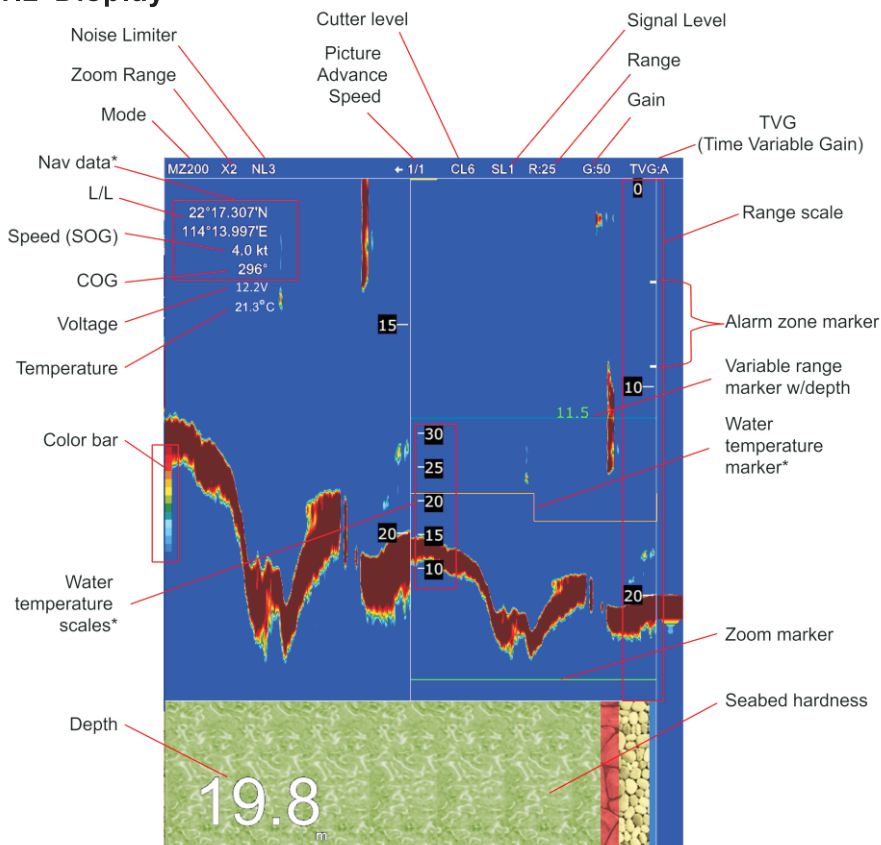 Display
Cutter level
Signal Level
Noise Limiter
Picture
Advance
Speed
Range
Zoom Range
Gain
Mode
TVG
(Time Variable Gain)
Nav data*
MZ200 X2 NL3 ← 1/1 CL6 SL1 R:25 G:50 TVG:A
L/L
22°17.307'N
114°13.997'E
Speed (SOG)
4.0 kt
COG
296°
Voltage
12.2V
Temperature
21.3°C
0
Range scale
15
Alarm zone marker
10
Variable range
marker w/depth
11.5
Color bar
30
25
20
15
10
Water
temperature
marker*
20
20
Water
temperature
scales*
Zoom marker
Seabed hardness
Depth
19.8
m